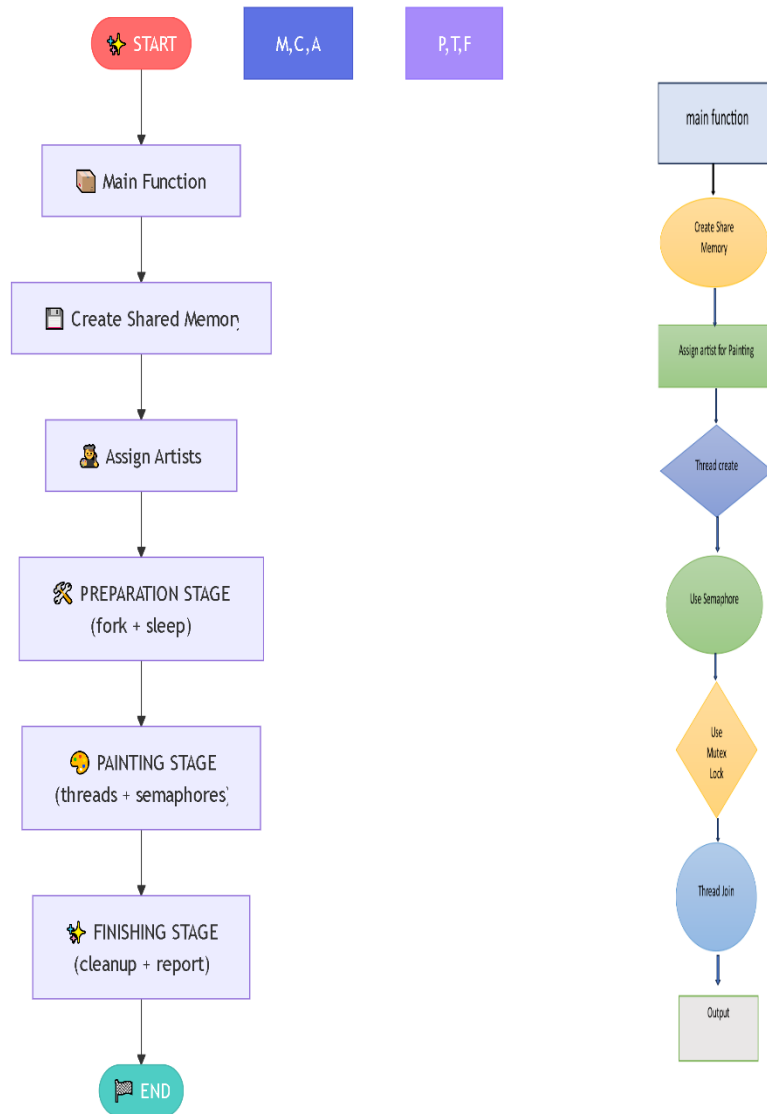 ✨ START
M,C,A
P,T,F
📦 Main Function
💾 Create Shared Memory
🧑‍🎨 Assign Artists
🛠 PREPARATION STAGE
(fork + sleep)
🎨 PAINTING STAGE
(threads + semaphores)
✨ FINISHING STAGE
(cleanup + report)
🏁 END
main function
Create Share
Memory
Assign artist for Painting
Thread create
Use Semaphore
Use
Mutex
Lock
Thread Join
Output